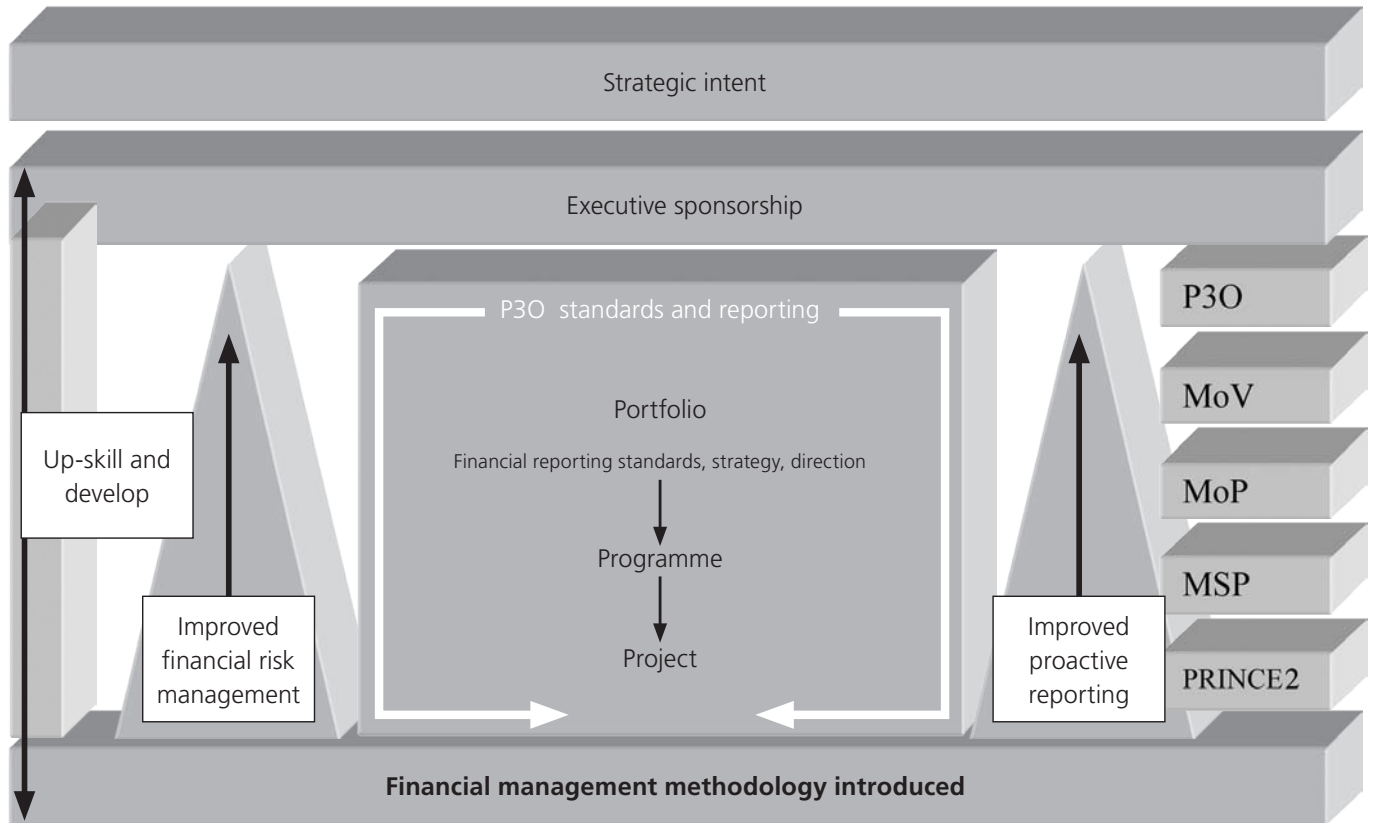 Strategic intent
Executive sponsorship
P3O standards and reporting
Portfolio
Financial reporting standards, strategy, direction
Programme
Project
Up-skill and
develop
Improved
financial risk
management
Improved
proactive
reporting
P3O
MoV
MoP
MSP
PRINCE2
Financial management methodology introduced